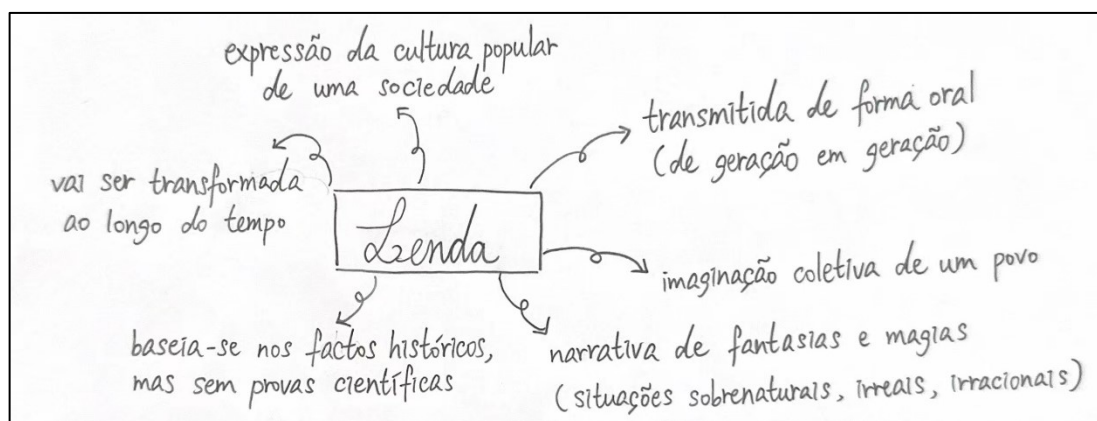 expressão da cultura popular
de uma sociedade
transmitida de forma oral
(de geração em geração)
vai ser transformada
ao longo do tempo
Lenda
imaginação coletiva de um povo
baseia-se nos factos históricos,
mas sem provas científicas
narrativa de fantasias e magias
(situações sobrenaturais, irreais, irracionais)